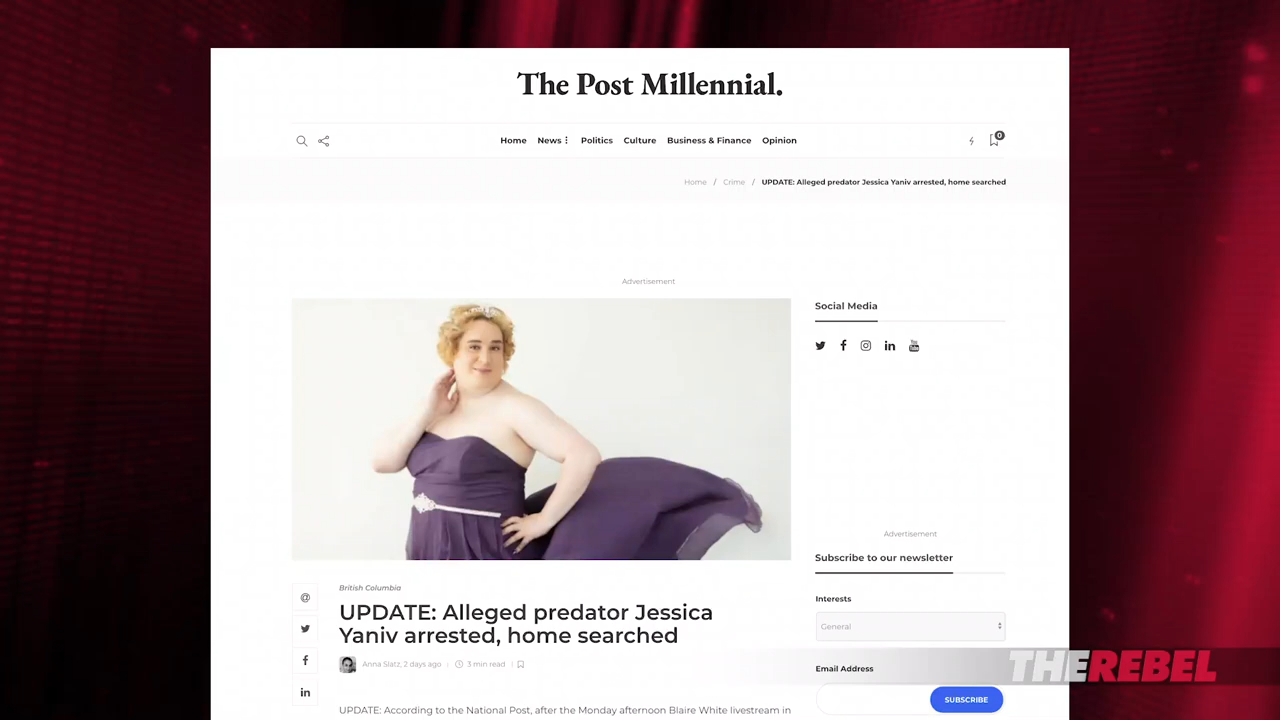 The Post Millennial.
Home News Politics Culture Business & Finance Opinion
0
Home / Crime / UPDATE: Alleged predator Jessica Yaniv arrested, home searched
Advertisement
Social Media
Advertisement
Subscribe to our newsletter
Interests
General
Email Address
SUBSCRIBE
British Columbia
UPDATE: Alleged predator Jessica
Yaniv arrested, home searched
Anna Slatz, 2 days ago 3 min read
UPDATE: According to the National Post, after the Monday afternoon Blaire White livestream in
THEREBEL